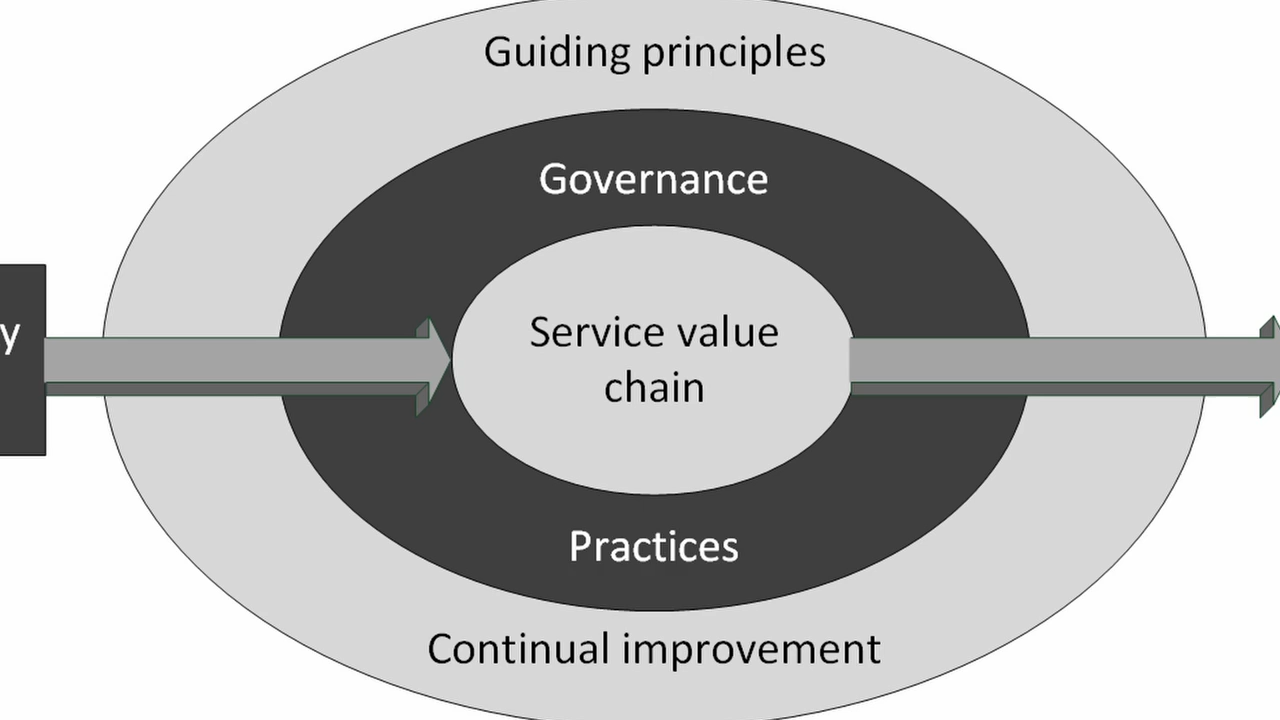 Guiding principles
Governance
y
Service value
chain
Practices
Continual improvement